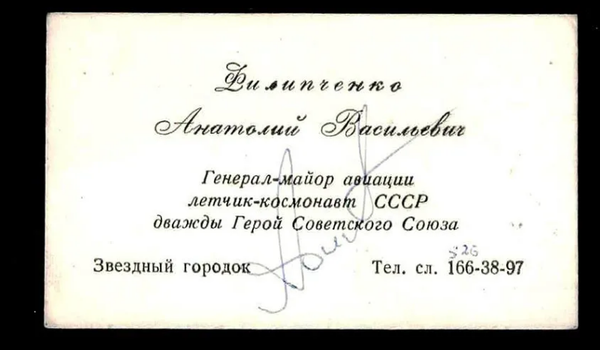 Филипченко
Анатолий Васильевич
Генерал-майор авиации
летчик-космонавт СССР
дважды Герой Советского Союза
526
Звездный городок Тел. сл. 166-38-97